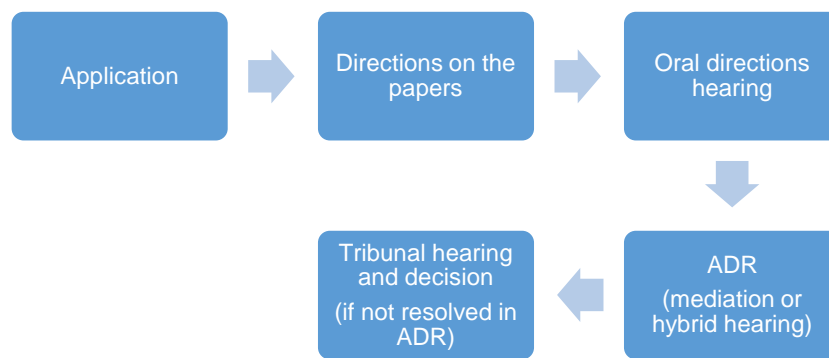 Application
Directions on the
papers
Oral directions
hearing
ADR
(mediation or
hybrid hearing)
Tribunal hearing
and decision
(if not resolved in
ADR)